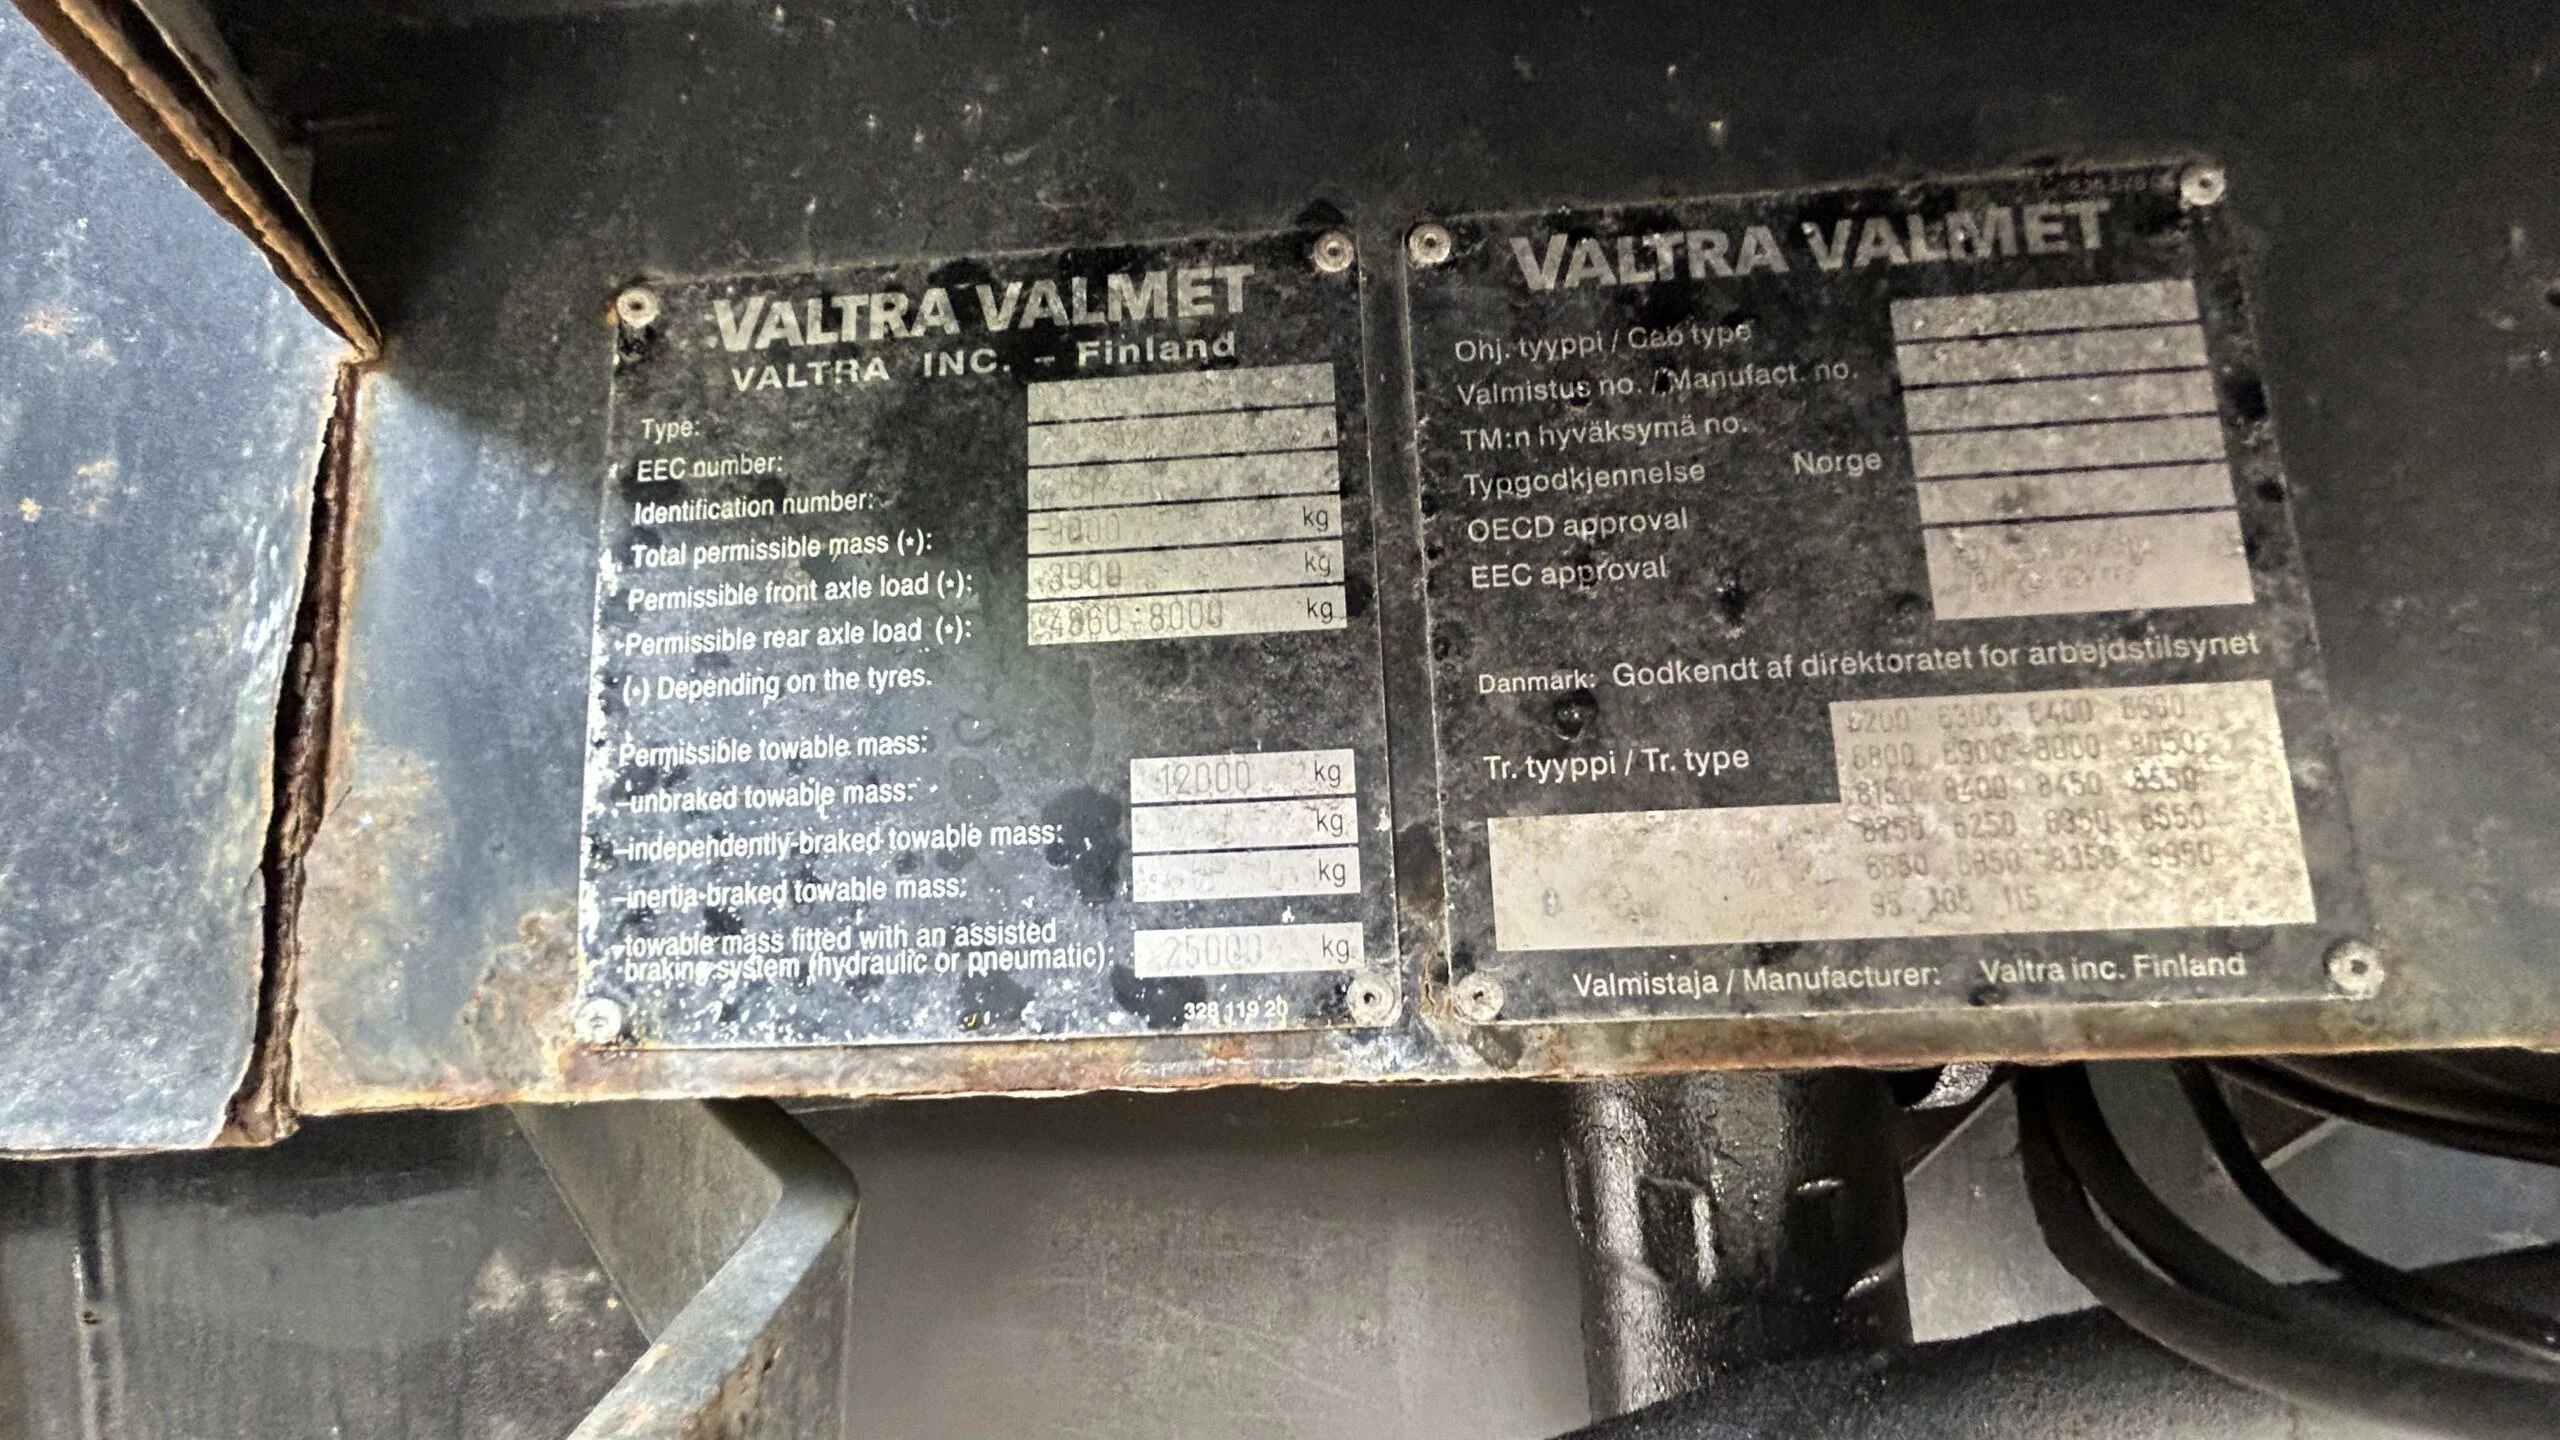 VALTRA VALMET
VALTRA INC. - Finland
Type:
EEC number:
Identification number:
Total permissible mass (•): 9000 kg
Permissible front axle load (•): 3900 kg
Permissible rear axle load (•): 4860-8000 kg
(•) Depending on the tyres.
Permissible towable mass:
-unbraked towable mass: 12000 kg
-independently-braked towable mass: kg
-inertia-braked towable mass: kg
-towable mass fitted with an assisted
braking system (hydraulic or pneumatic): 25000 kg
328 119 20
VALTRA VALMET
Ohj. tyyppi / Cab type
Valmistus no. / Manufact. no.
TM:n hyväksymä no.
Typgodkjennelse Norge
OECD approval
EEC approval
Danmark: Godkendt af direktoratet for arbejdstilsynet
Tr. tyyppi / Tr. type
6200 6300 6400
6800 6900 8000 8050
8150 8400 8450
6250 6350 6550
6650 6850 8350 8950
95 105 115
Valmistaja / Manufacturer: Valtra inc. Finland